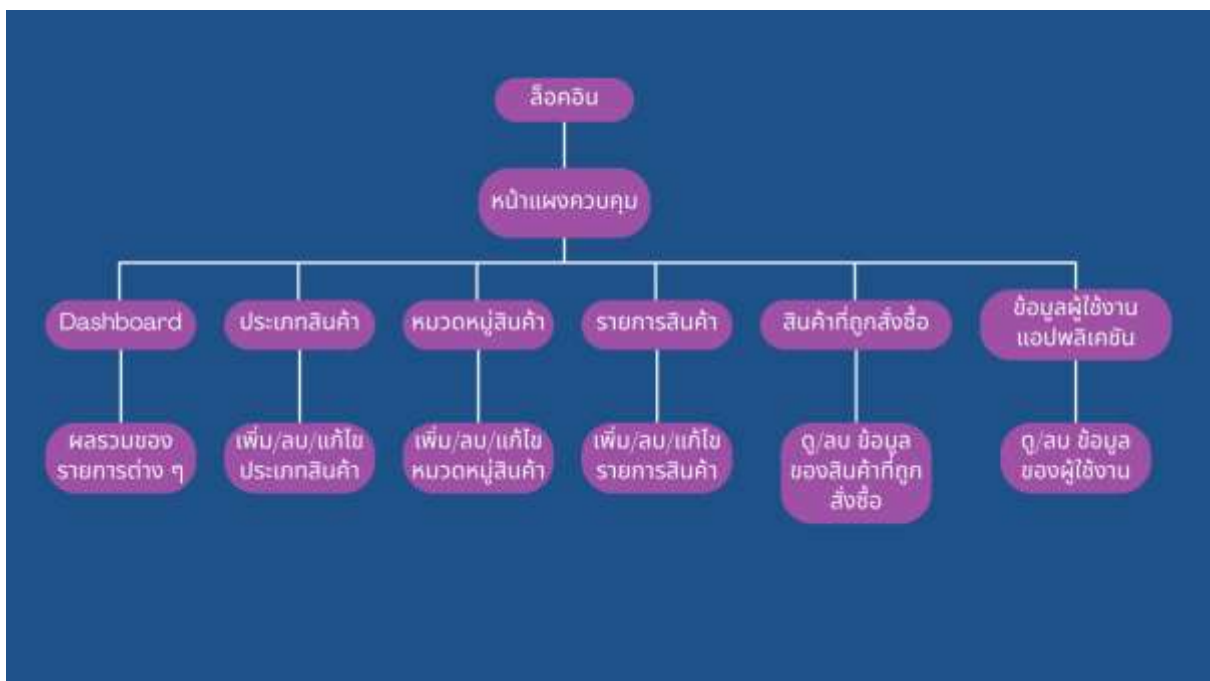 ล็อคอิน
หน้าแผงควบคุม
Dashboard
ประเภทสินค้า
หมวดหมู่สินค้า
รายการสินค้า
สินค้าที่ถูกสั่งซื้อ
ข้อมูลผู้ใช้งาน
แอปพลิเคชัน
ผลรวมของ
รายการต่าง ๆ
เพิ่ม/ลบ/แก้ไข
ประเภทสินค้า
เพิ่ม/ลบ/แก้ไข
หมวดหมู่สินค้า
เพิ่ม/ลบ/แก้ไข
รายการสินค้า
ดู/ลบ ข้อมูล
ของสินค้าที่ถูก
สั่งซื้อ
ดู/ลบ ข้อมูล
ของผู้ใช้งาน